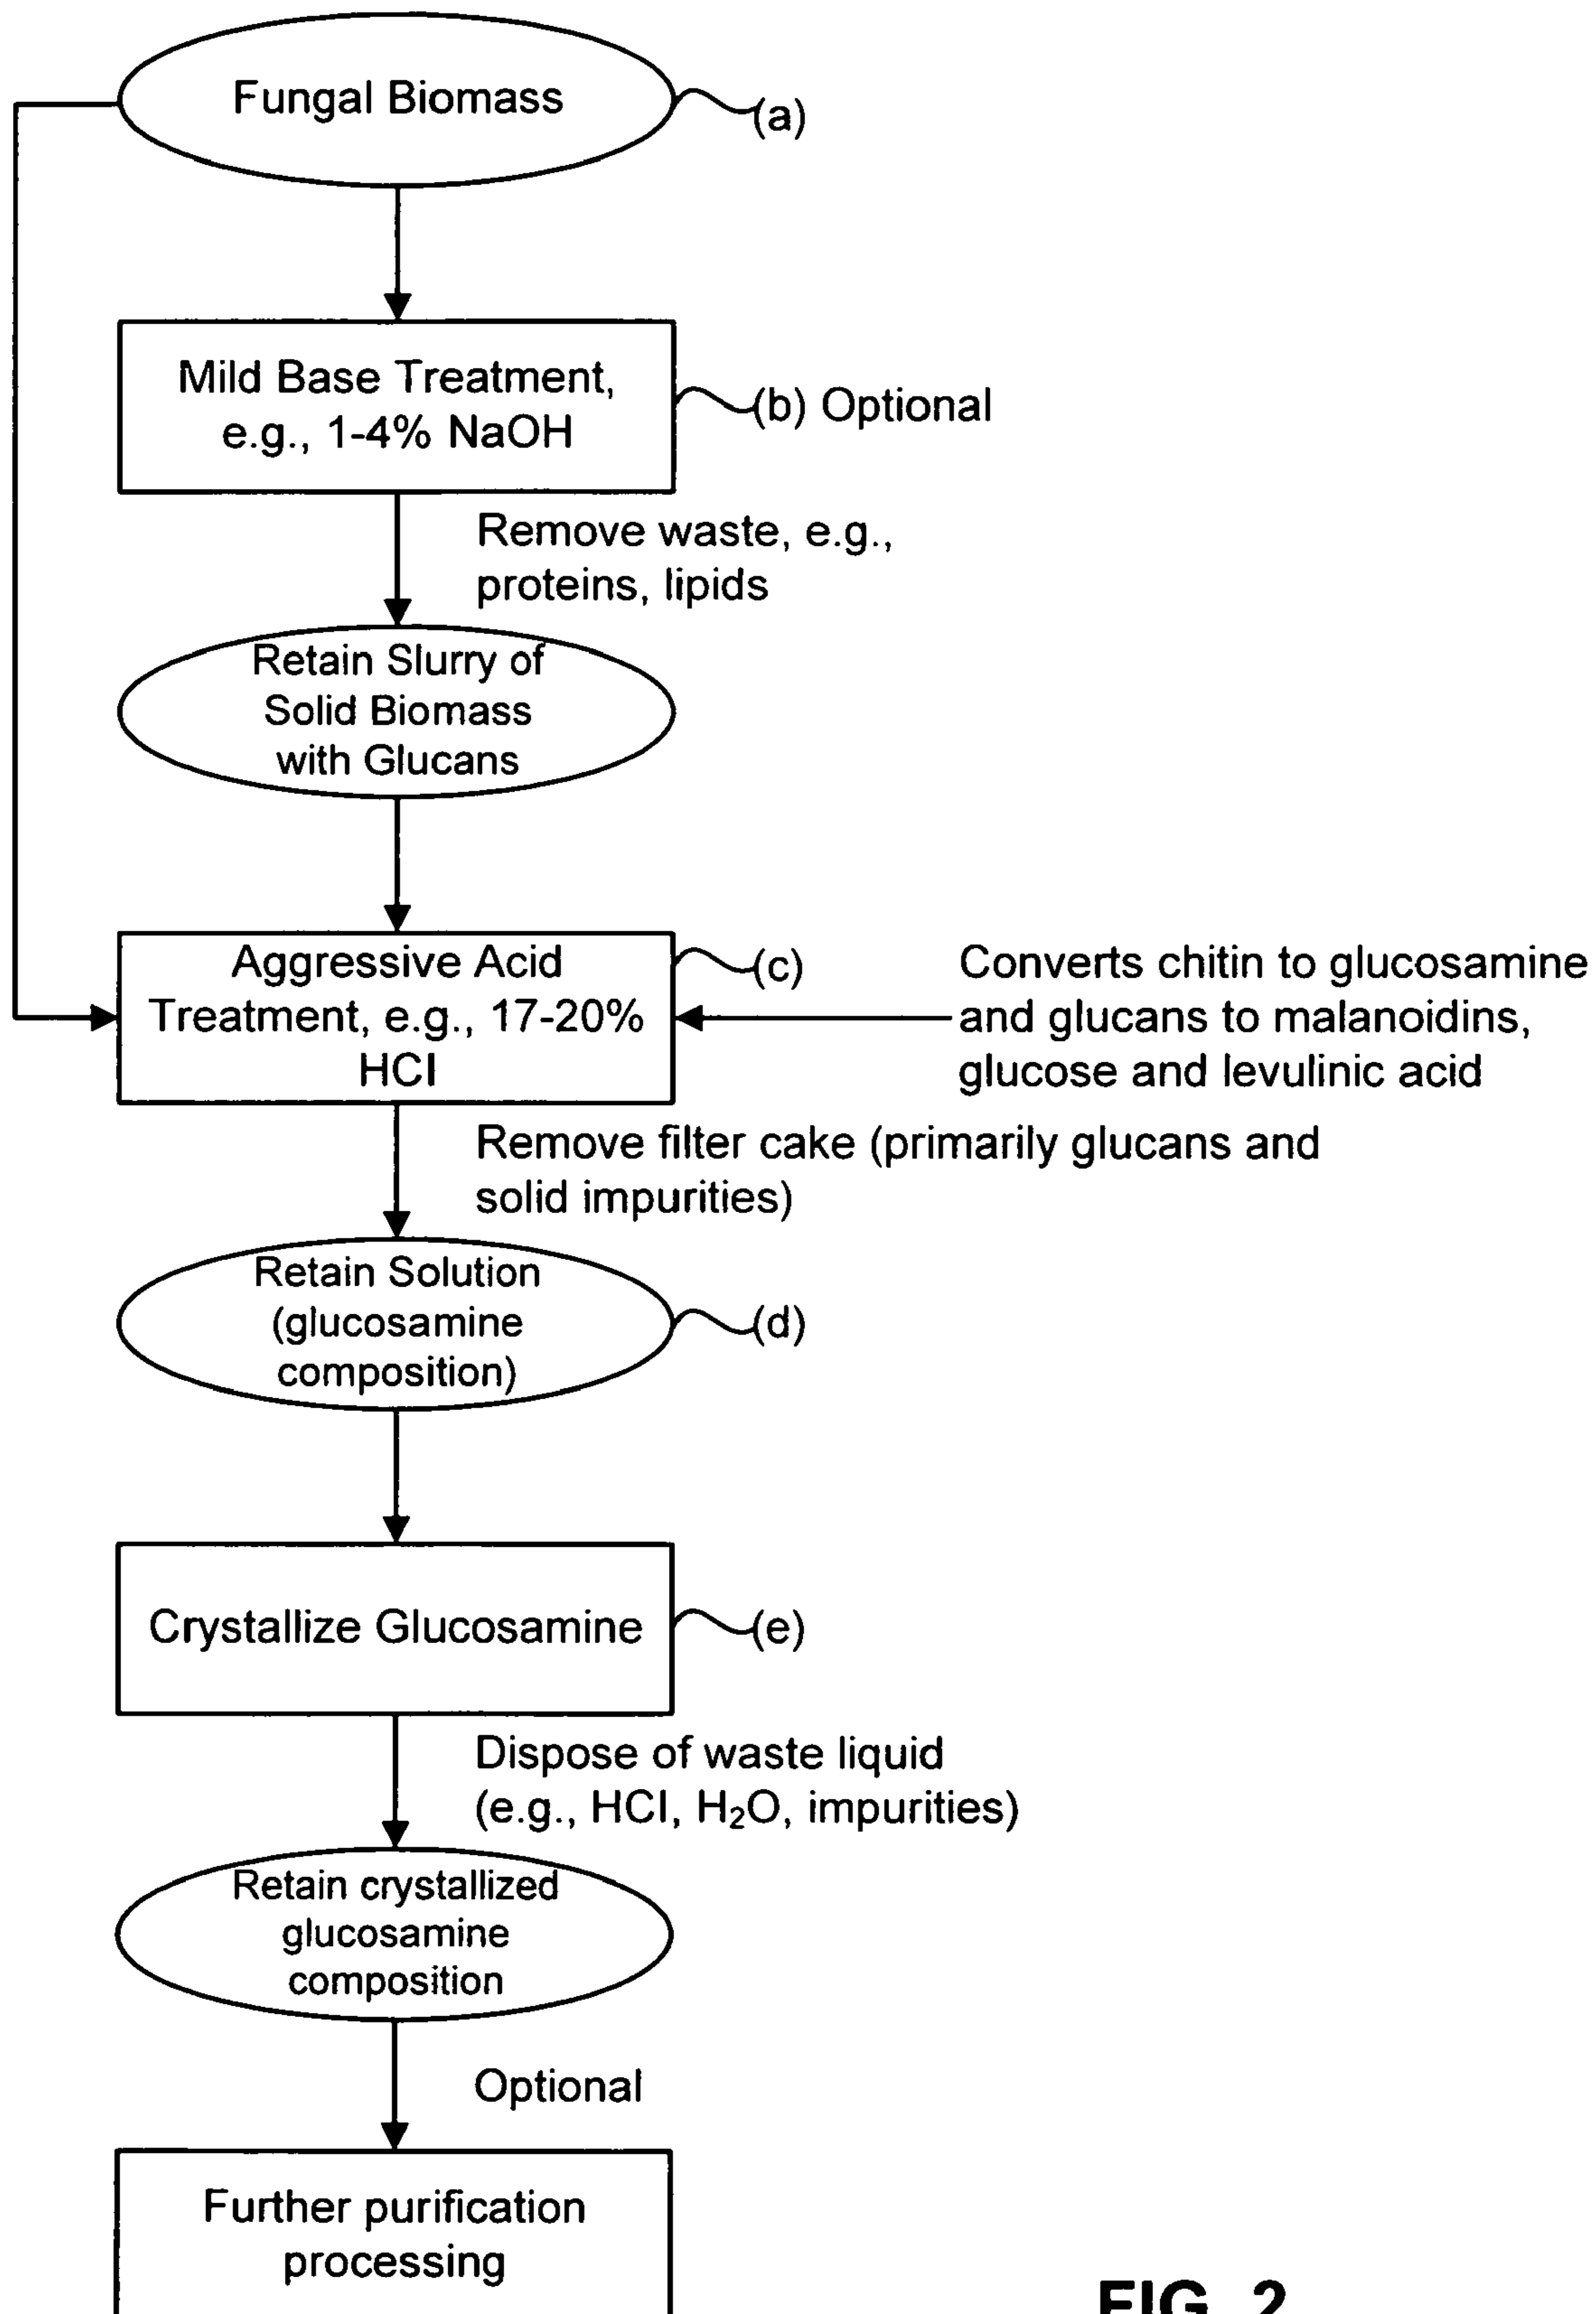 Fungal Biomass
(a)
Mild Base Treatment,
e.g., 1-4% NaOH
(b) Optional
Remove waste, e.g.,
proteins, lipids
Retain Slurry of
Solid Biomass
with Glucans
Aggressive Acid
Treatment, e.g., 17-20%
HCl
(c)
Converts chitin to glucosamine
and glucans to malanoidins,
glucose and levulinic acid
Remove filter cake (primarily glucans and
solid impurities)
Retain Solution
(glucosamine
composition)
(d)
Crystallize Glucosamine
(e)
Dispose of waste liquid
(e.g., HCl, H₂O, impurities)
Retain crystallized
glucosamine
composition
Optional
Further purification
processing
FIG. 2